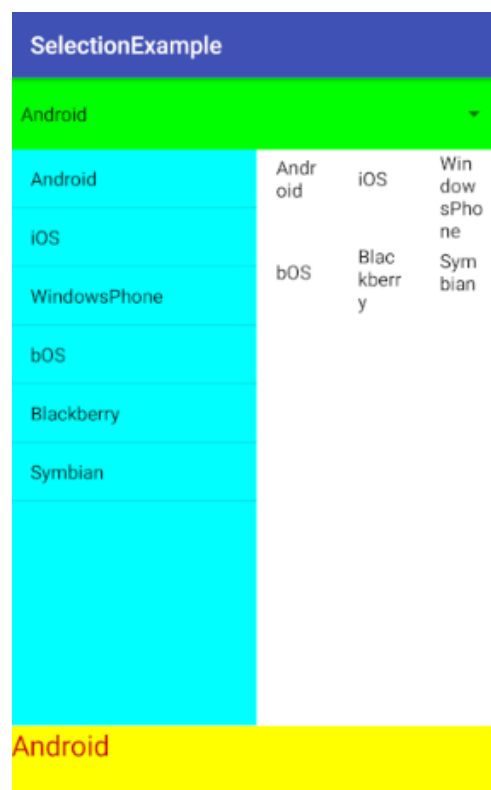 SelectionExample
Android
Android
iOS
WindowsPhone
bOS
Blackberry
Symbian
Andr
oid
iOS
Win
dow
sPho
ne
bOS
Blac
kberr
y
Sym
bian
Android